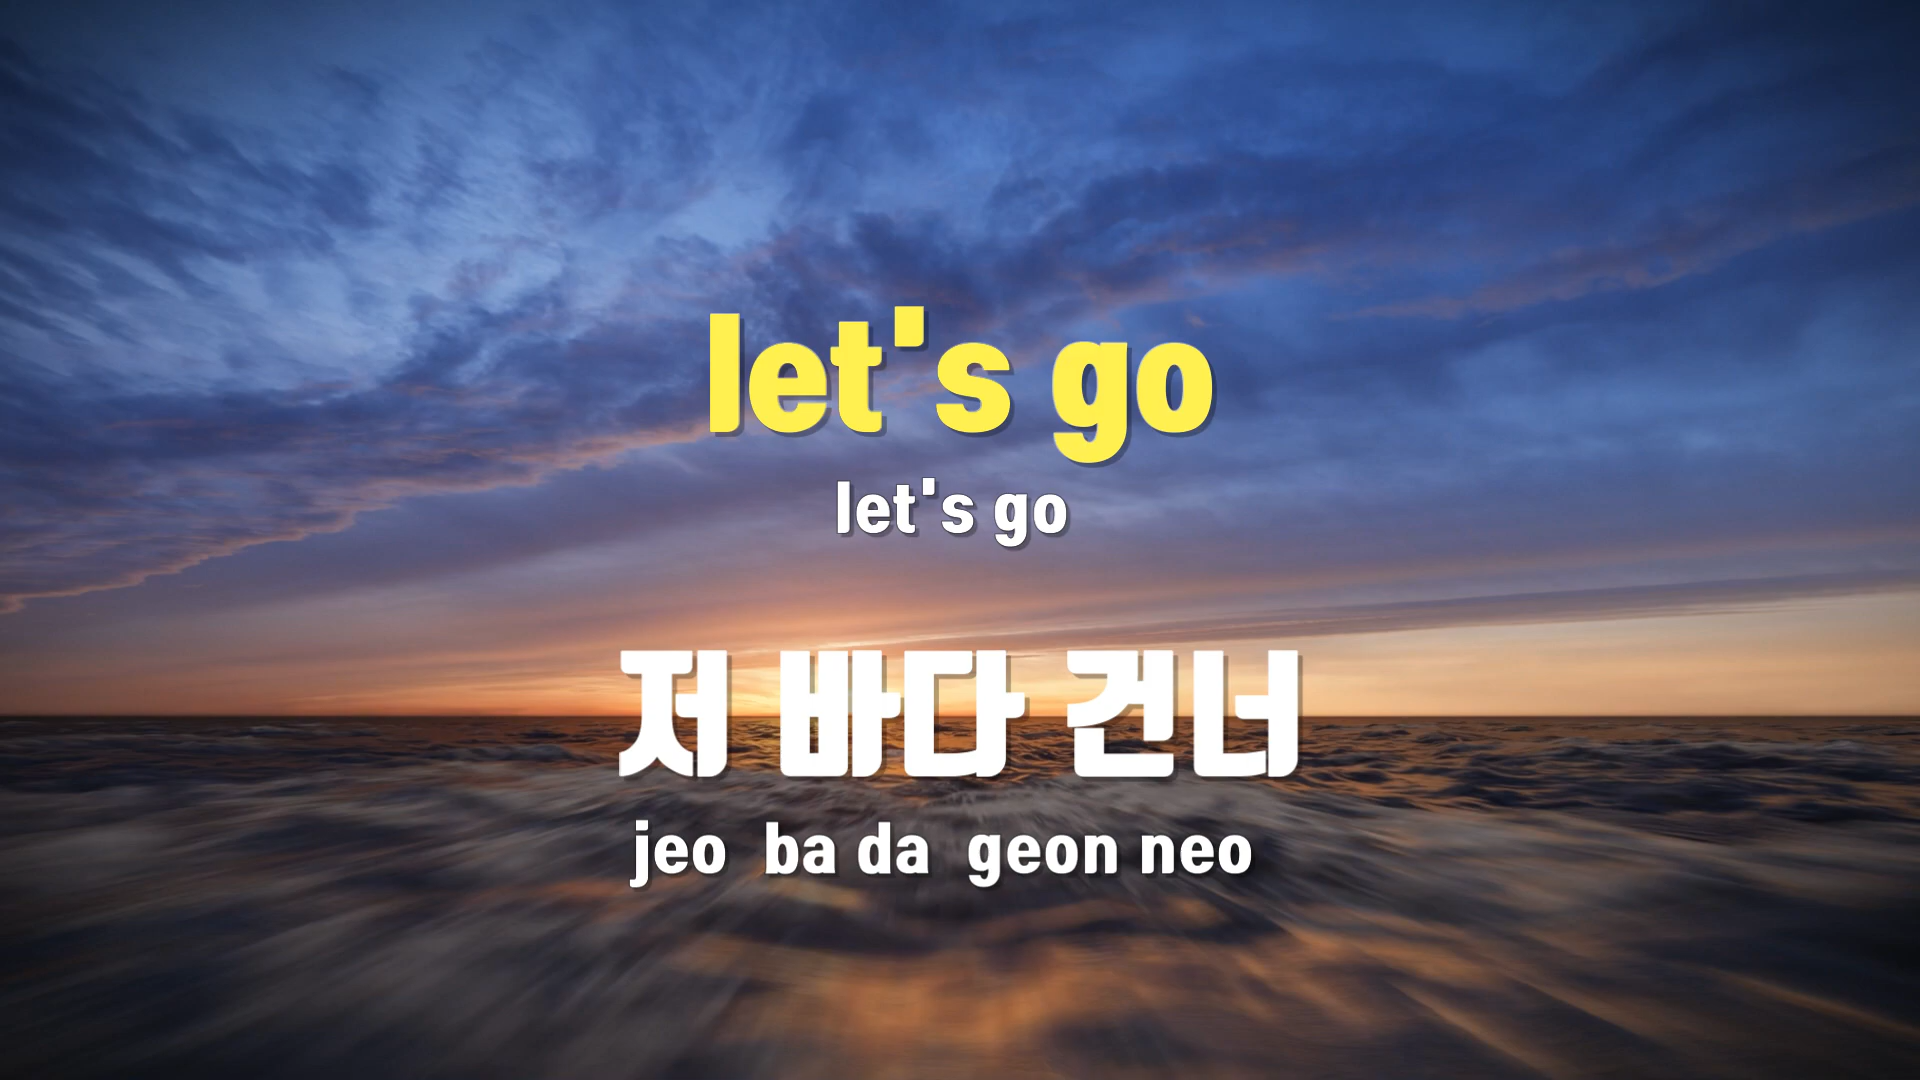 let's go
let's go
저 바다 건너
jeo ba da geon neo